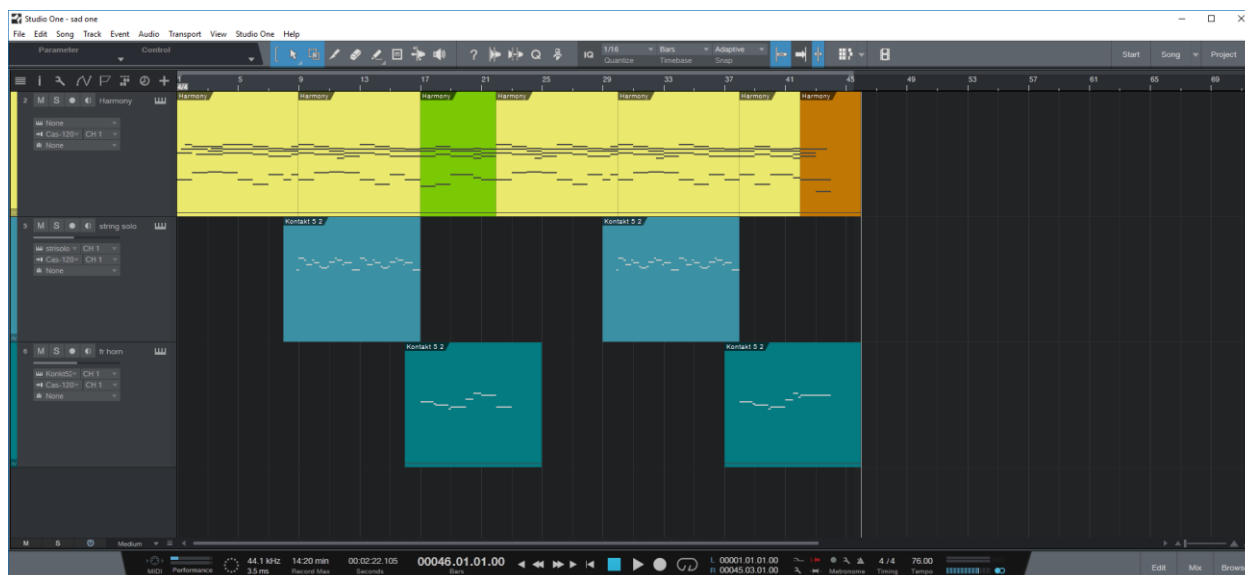 Studio One - sad one
File Edit Song Track Event Audio Transport View Studio One Help
Parameter Control
? Q IQ 1/16 Bars Adaptive Start Song Project
Quantize Timebase Snap
1 5 9 13 17 21 25 29 33 37 41 45 49 53 57 61 65 69
4/4
2 M S Harmony
Harmony Harmony Harmony Harmony Harmony Harmony Harmony
None
Cas-120 CH 1
None
M S string solo
Kontakt 5 2 Kontakt 5 2
strisolo CH 1
Cas-120 CH 1
None
M S fr horn
Kontakt 5 2 Kontakt 5 2
Konkt52 CH 1
Cas-120 CH 1
None
M S Medium
44.1 kHz 14:20 min 00:02:22.105 00046.01.01.00 L 00001.01.01.00 4 / 4 76.00
MIDI Performance 3.5 ms Record Max Seconds Bars R 00045.03.01.00 Metronome Timing Tempo
Edit Mix Brows